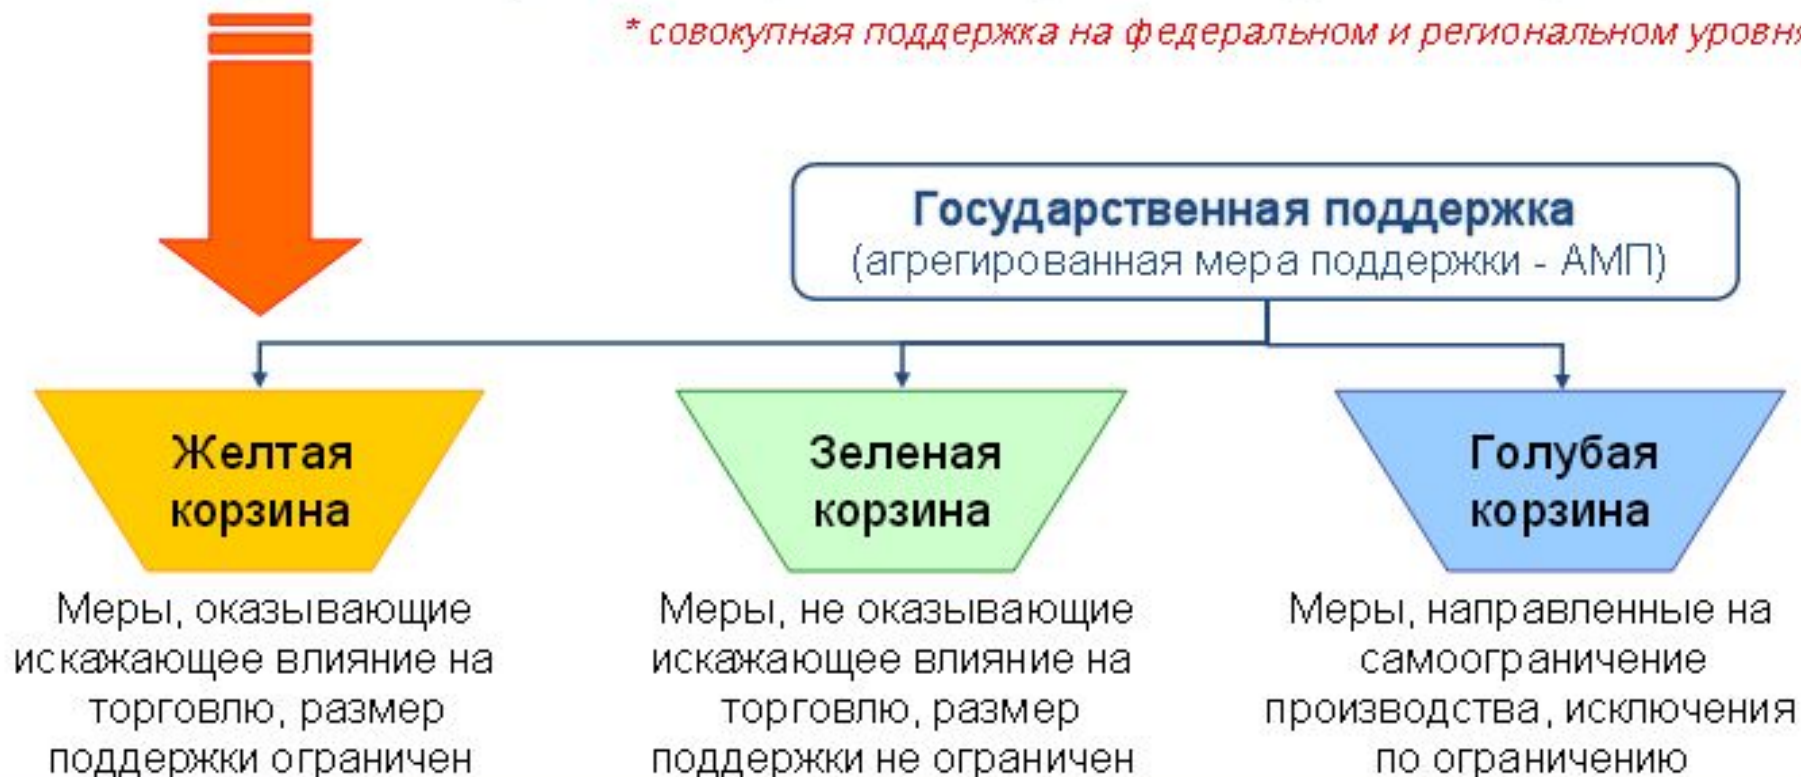 * совокупная поддержка на федеральном и региональном
Государственная поддержка
(агрегированная мера поддержки - АМП)
Желтая
корзина
Меры, оказывающие
искажающее влияние на
торговлю, размер
поддержки ограничен
Зеленая
корзина
Меры, не оказывающие
искажающее влияние на
торговлю, размер
поддержки не ограничен
Голубая
корзина
Меры, направленные на
самоограничение
производства, исключения
по ограничению